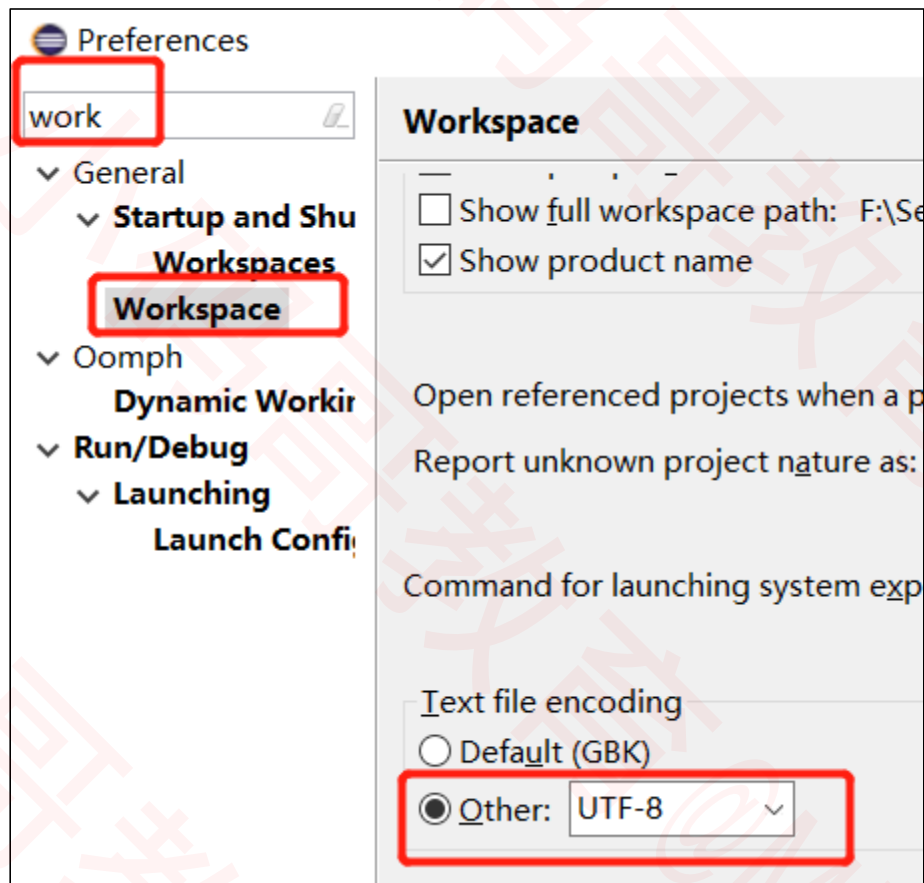 Preferences
work
General
Startup and Shu
Workspaces
Workspace
Oomph
Dynamic Workin
Run/Debug
Launching
Launch Config
Workspace
Show full workspace path: F:\Se
Show product name
Open referenced projects when a p
Report unknown project nature as:
Command for launching system exp
Text file encoding
Default (GBK)
Other: UTF-8